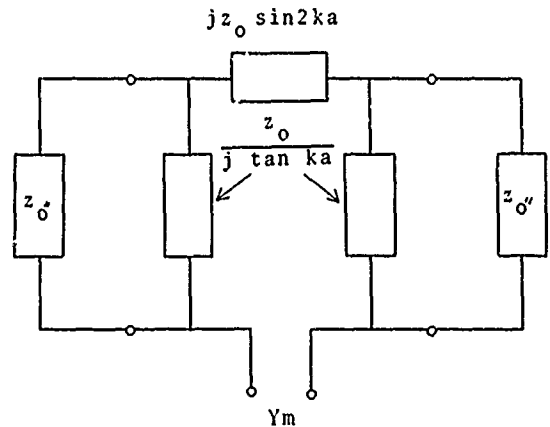 jz₀ sin2ka
z₀
j tan ka
z₀"
z₀"
Ym